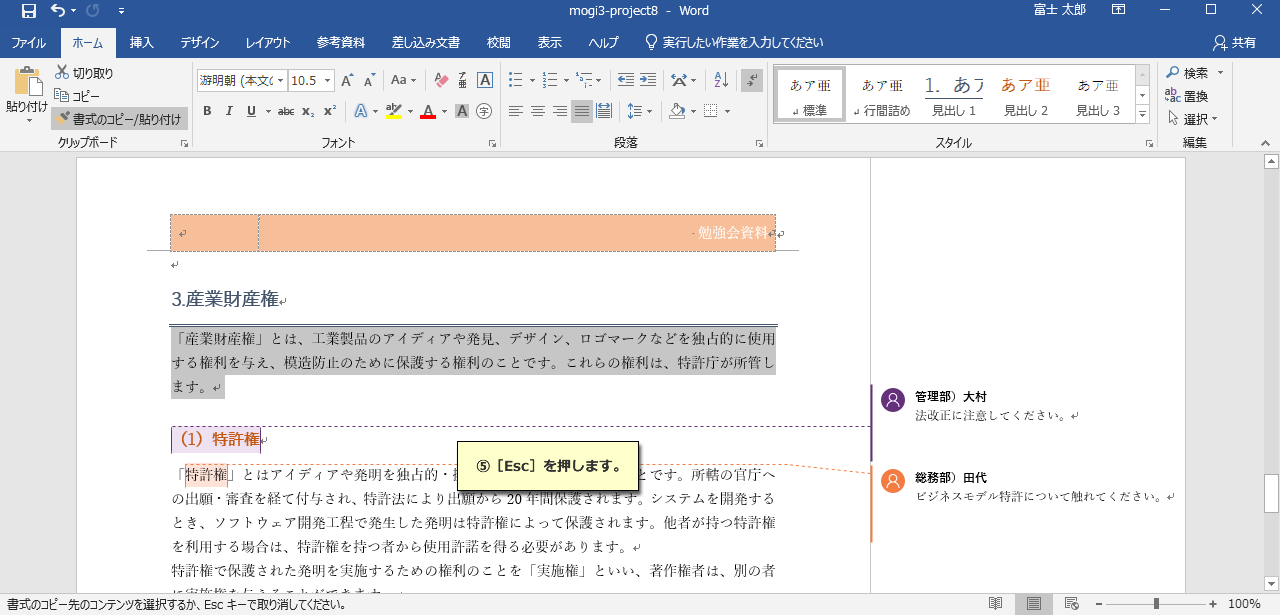 mogi3-project8 - Word
富士 太郎
ファイル ホーム 挿入 デザイン レイアウト 参考資料 差し込み文書 校閲 表示 ヘルプ 実行したい作業を入力してください 共有
貼り付け
切り取り
コピー
書式のコピー/貼り付け
クリップボード
游明朝 (本文の 10.5 A A Aa A
B I U abc x₂ x² A ab A A 字
フォント
段落
あア亜 あア亜 1. あラ あア亜 あア亜
標準 行間詰め 見出し 1 見出し 2 見出し 3
スタイル
検索
置換
選択
編集
勉強会資料
3.産業財産権
「産業財産権」とは、工業製品のアイディアや発見、デザイン、ロゴマークなどを独占的に使用
する権利を与え、模造防止のために保護する権利のことです。これらの権利は、特許庁が所管し
ます。
管理部）大村
法改正に注意してください。
（1）特許権
⑤［Esc］を押します。
「特許権」とはアイディアや発明を独占的・ とです。所轄の官庁へ
総務部）田代
ビジネスモデル特許について触れてください。
の出願・審査を経て付与され、特許法により出願から 20 年間保護されます。システムを開発する
とき、ソフトウェア開発工程で発生した発明は特許権によって保護されます。他者が持つ特許権
を利用する場合は、特許権を持つ者から使用許諾を得る必要があります。
特許権で保護された発明を実施するための権利のことを「実施権」といい、著作権者は、別の者
に実施権を与えることができます。
書式のコピー先のコンテンツを選択するか、Esc キーで取り消してください。
100%